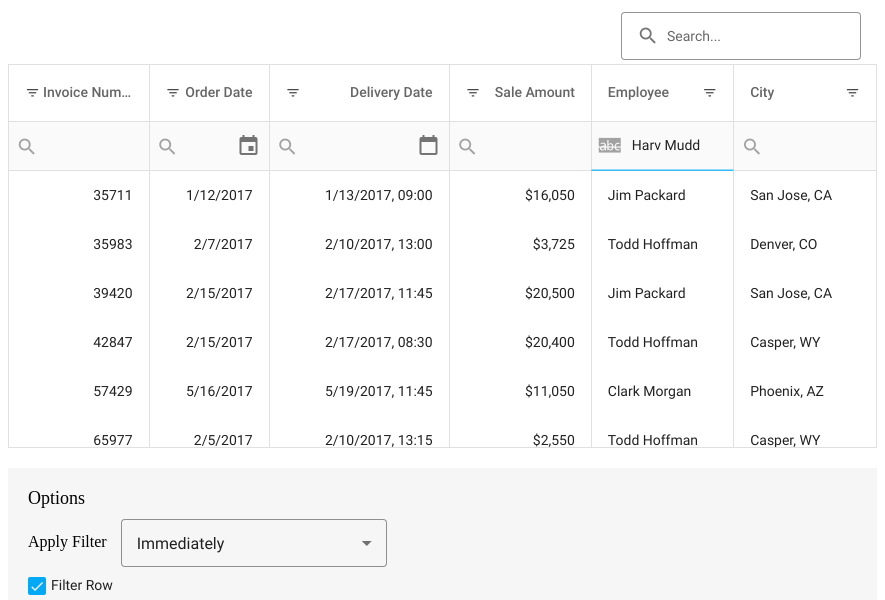 Search...
Invoice Num... Order Date Delivery Date Sale Amount Employee City
abc Harv Mudd
35711 1/12/2017 1/13/2017, 09:00 $16,050 Jim Packard San Jose, CA
35983 2/7/2017 2/10/2017, 13:00 $3,725 Todd Hoffman Denver, CO
39420 2/15/2017 2/17/2017, 11:45 $20,500 Jim Packard San Jose, CA
42847 2/15/2017 2/17/2017, 08:30 $20,400 Todd Hoffman Casper, WY
57429 5/16/2017 5/19/2017, 11:45 $11,050 Clark Morgan Phoenix, AZ
65977 2/5/2017 2/10/2017, 13:15 $2,550 Todd Hoffman Casper, WY
Options
Apply Filter Immediately
Filter Row